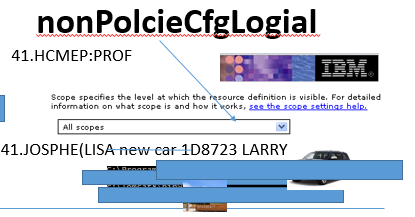 nonPolcieCfgLogial
41.HCMEP:PROF
IBM
Scope specifies the level at which the resource definition is visible. For detailed
information on what scope is and how it works, see the scope settings help.
All scopes
41.JOSPHE(LISA new car 1D8723 LARRY